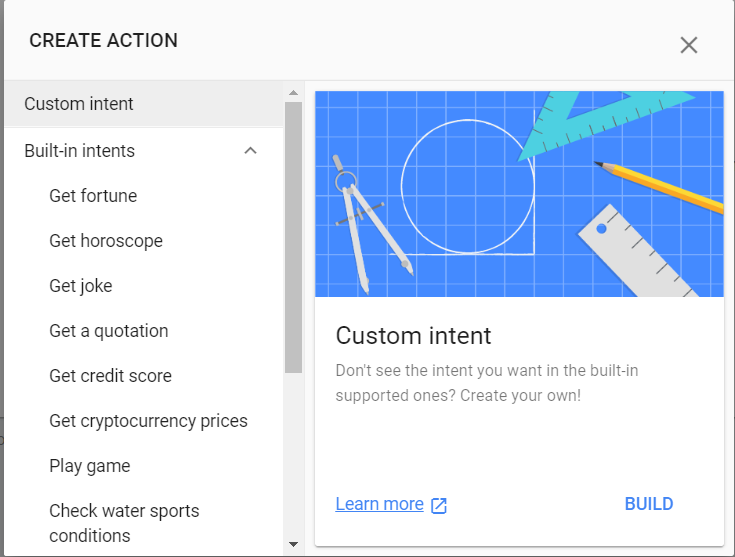 CREATE ACTION
Custom intent
Built-in intents
Get fortune
Get horoscope
Get joke
Get a quotation
Get credit score
Get cryptocurrency prices
Play game
Check water sports
conditions
Custom intent
Don't see the intent you want in the built-in
supported ones? Create your own!
Learn more
BUILD